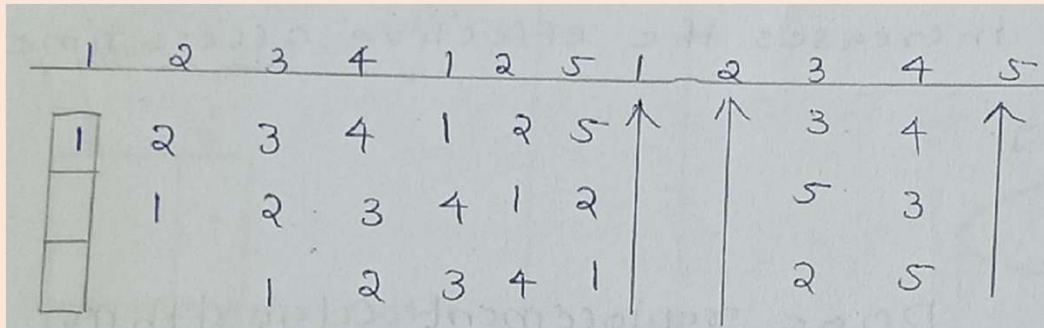 1 2 3 4 1 2 5 1 2 3 4 5
1 2 3 4 1 2 5 ↑ ↑ 3 4 ↑
1 2 3 4 1 2 5 3
1 2 3 4 1 2 5